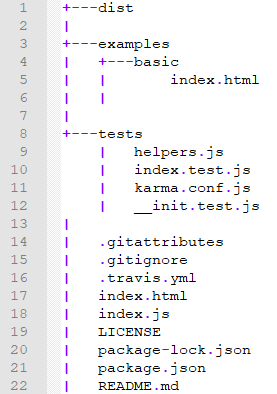 1 +---dist
2 |
3 +---examples
4 | +---basic
5 | | index.html
6 | |
7 |
8 +---tests
9 | helpers.js
10 | index.test.js
11 | karma.conf.js
12 | __init.test.js
13 |
14 | .gitattributes
15 | .gitignore
16 | .travis.yml
17 | index.html
18 | index.js
19 | LICENSE
20 | package-lock.json
21 | package.json
22 | README.md